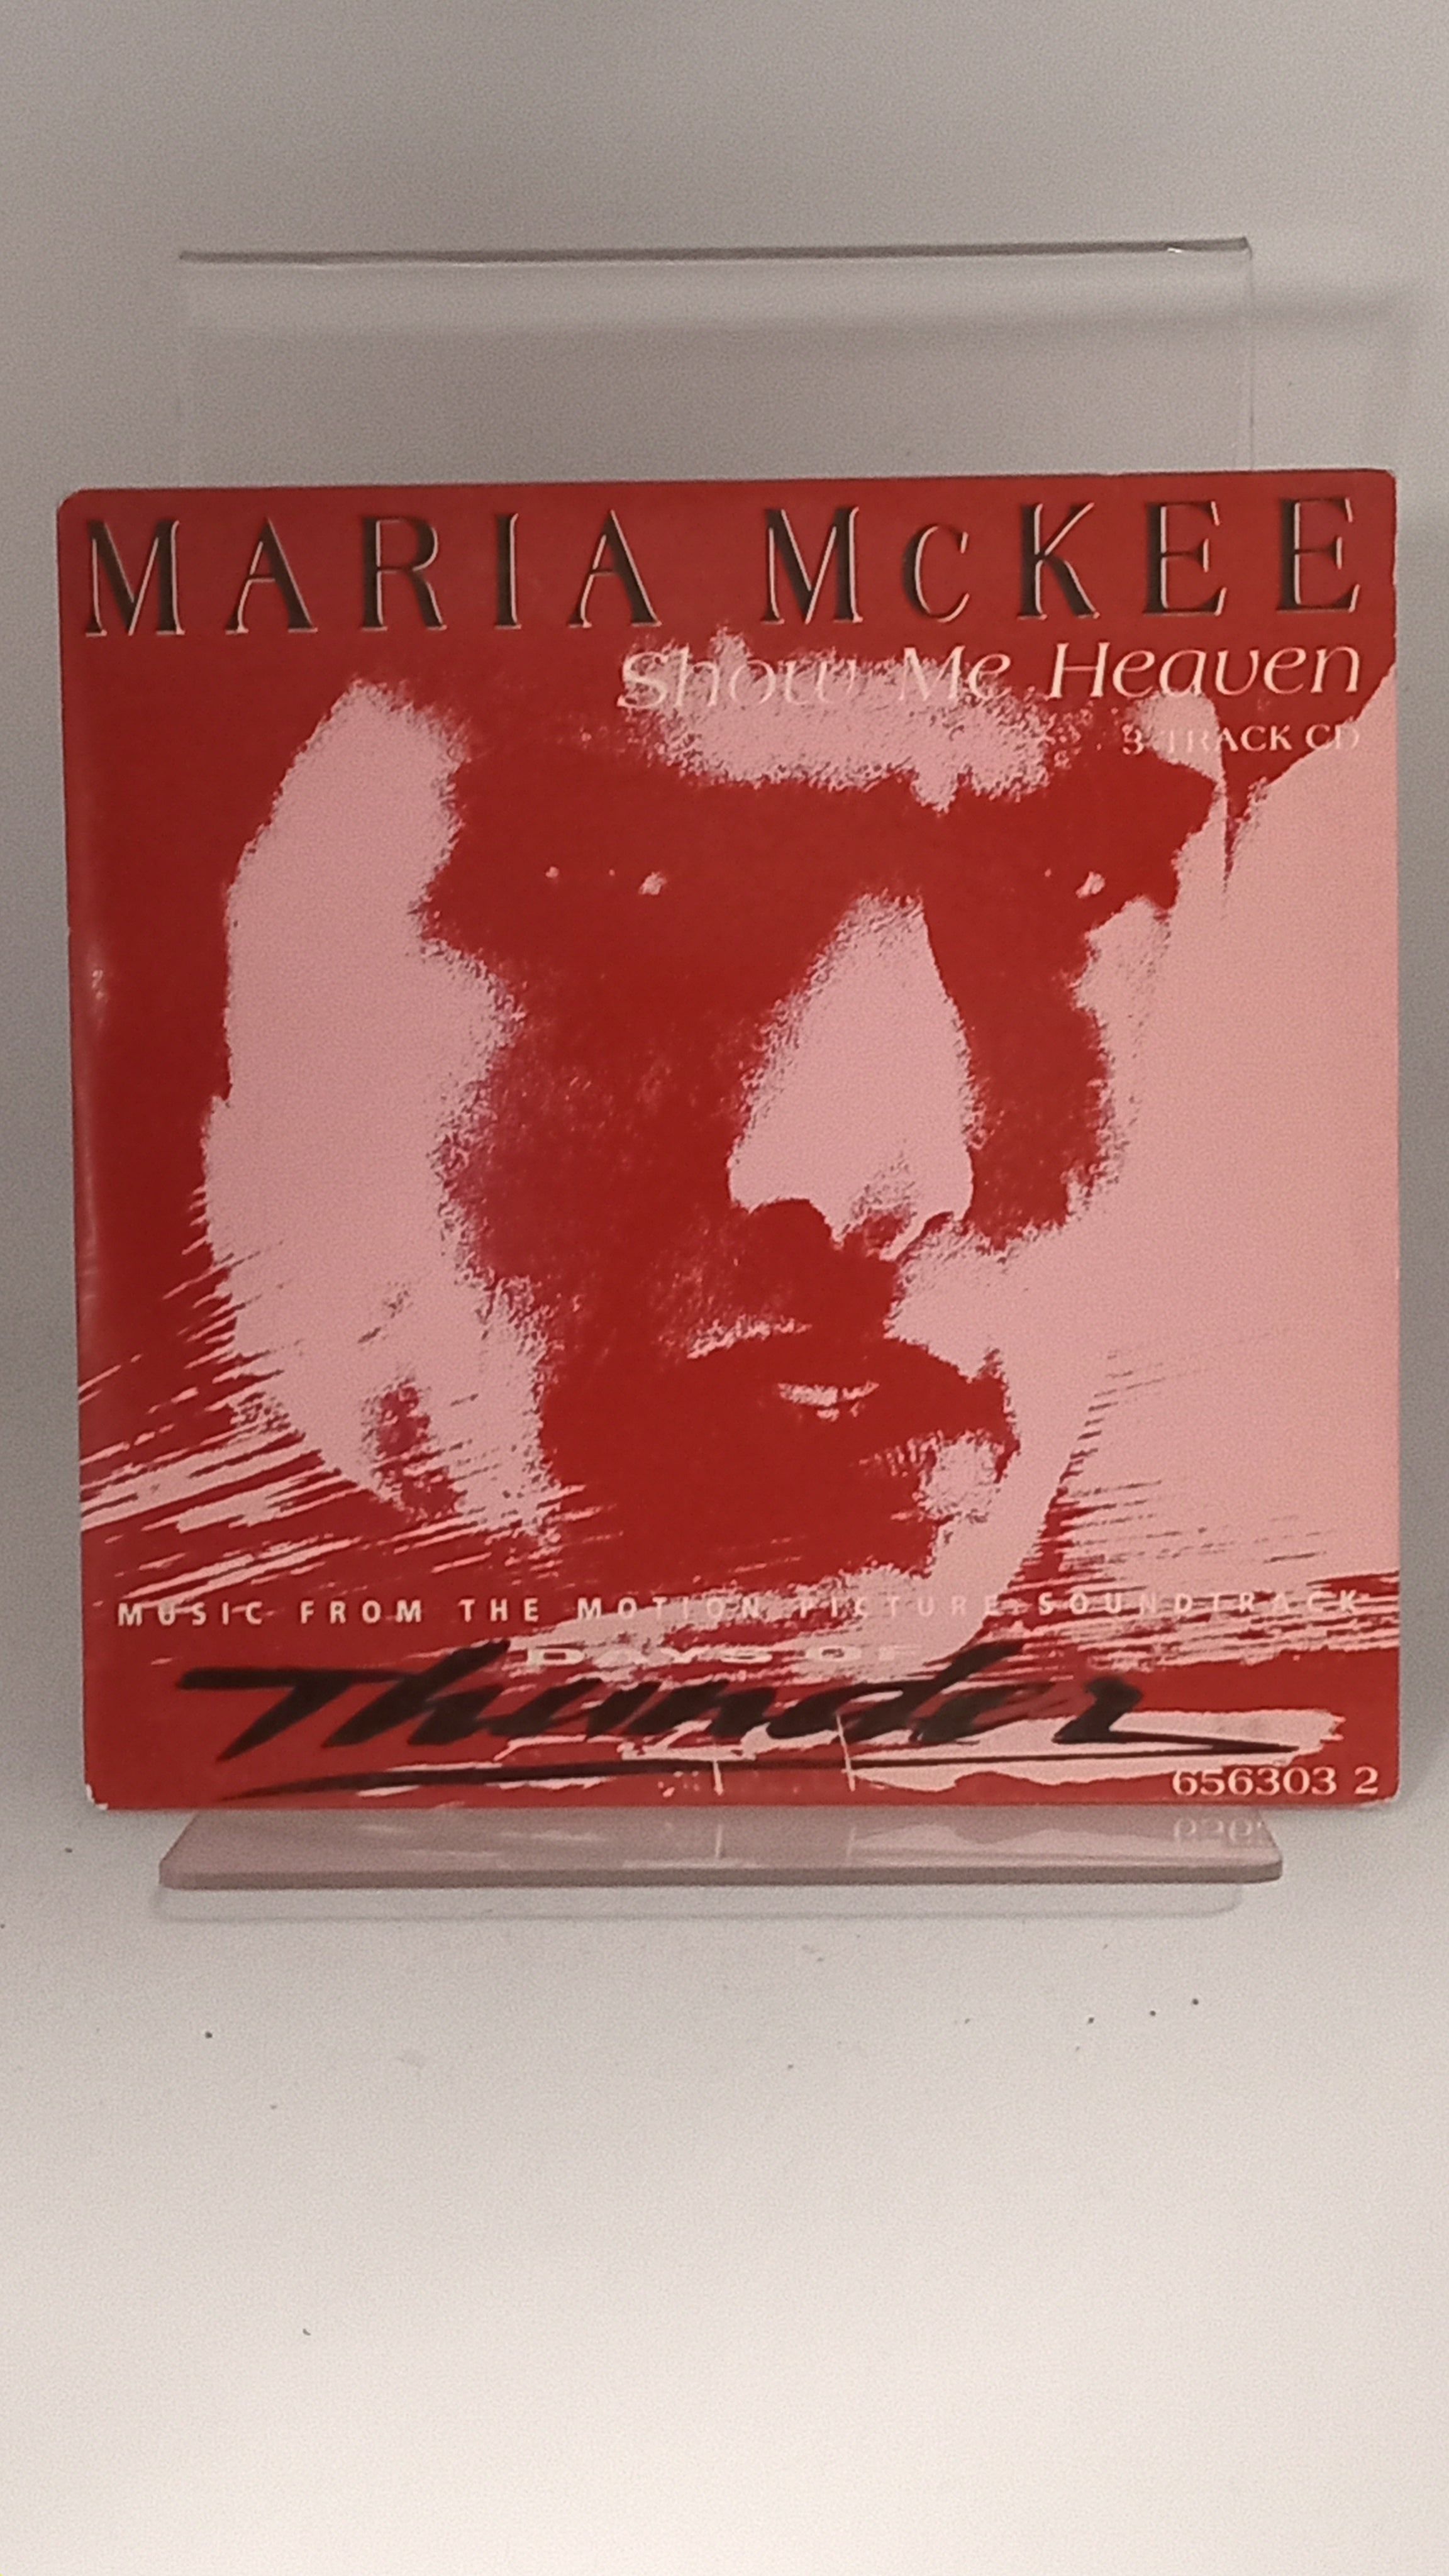 MARIA McKEE
Show Me Heaven
3 TRACK CD
MUSIC FROM THE MOTION PICTURE SOUNDTRACK
DAYS OF
Thunder
656303 2